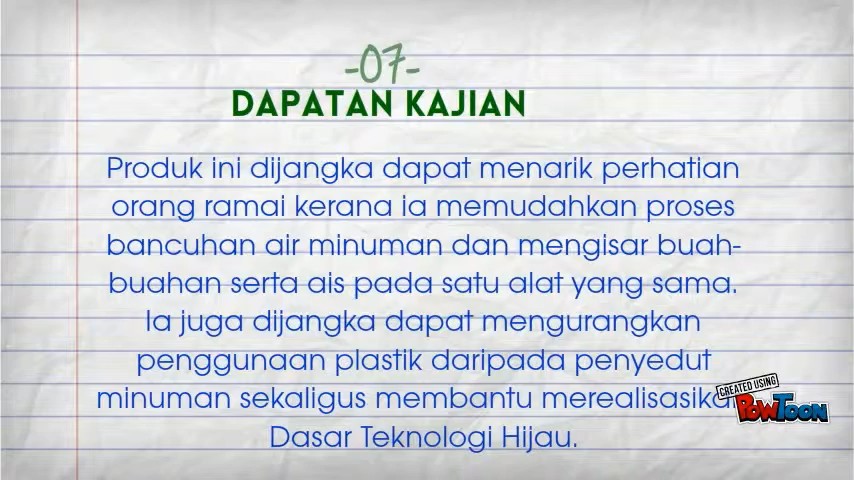 -07-
DAPATAN KAJIAN
Produk ini dijangka dapat menarik perhatian
orang ramai kerana ia memudahkan proses
bancuhan air minuman dan mengisar buah-
buahan serta ais pada satu alat yang sama.
Ia juga dijangka dapat mengurangkan
penggunaan plastik daripada penyedut
minuman sekaligus membantu merealisasikan
Dasar Teknologi Hijau.
CREATED USING
POWTOON